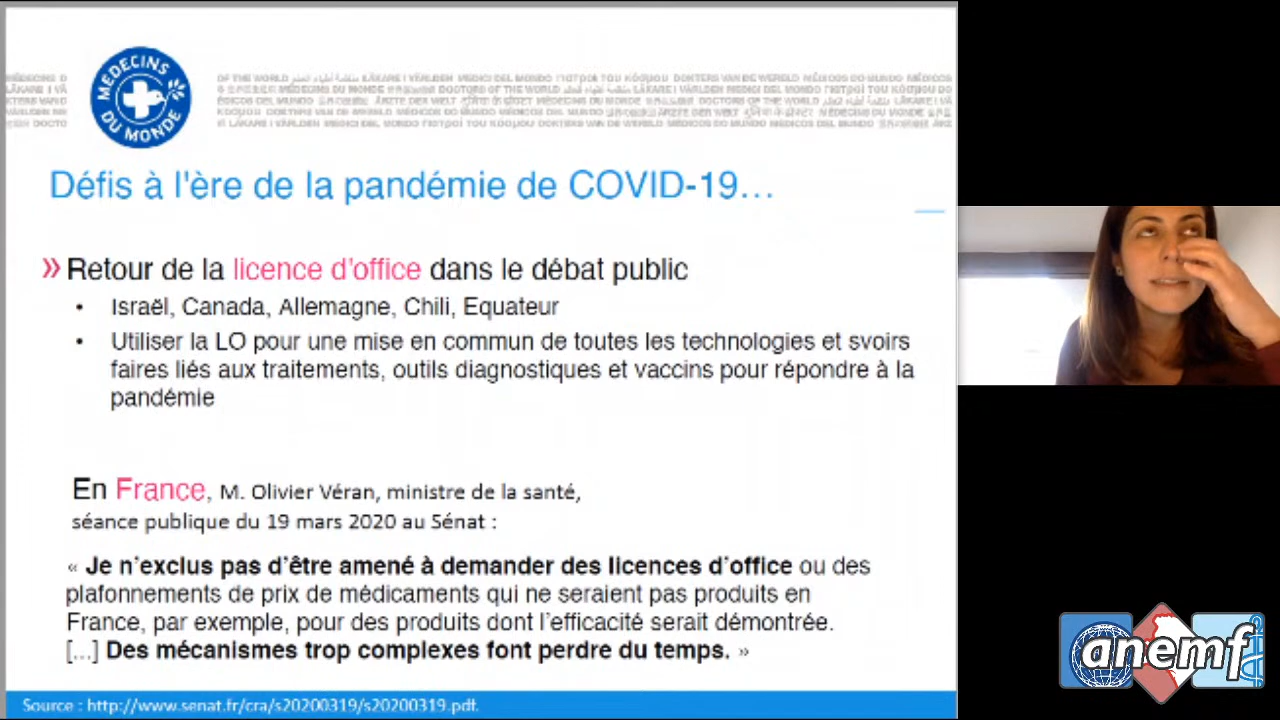 MÉDECINS
DU MONDE
Défis à l'ère de la pandémie de COVID-19…
» Retour de la licence d'office dans le débat public
• Israël, Canada, Allemagne, Chili, Equateur
• Utiliser la LO pour une mise en commun de toutes les technologies et svoirs
faires liés aux traitements, outils diagnostiques et vaccins pour répondre à la
pandémie
En France, M. Olivier Véran, ministre de la santé,
séance publique du 19 mars 2020 au Sénat :
« Je n'exclus pas d'être amené à demander des licences d'office ou des
plafonnements de prix de médicaments qui ne seraient pas produits en
France, par exemple, pour des produits dont l'efficacité serait démontrée.
[...] Des mécanismes trop complexes font perdre du temps. »
Source : http://www.senat.fr/cra/s20200319/s20200319.pdf.
anemf